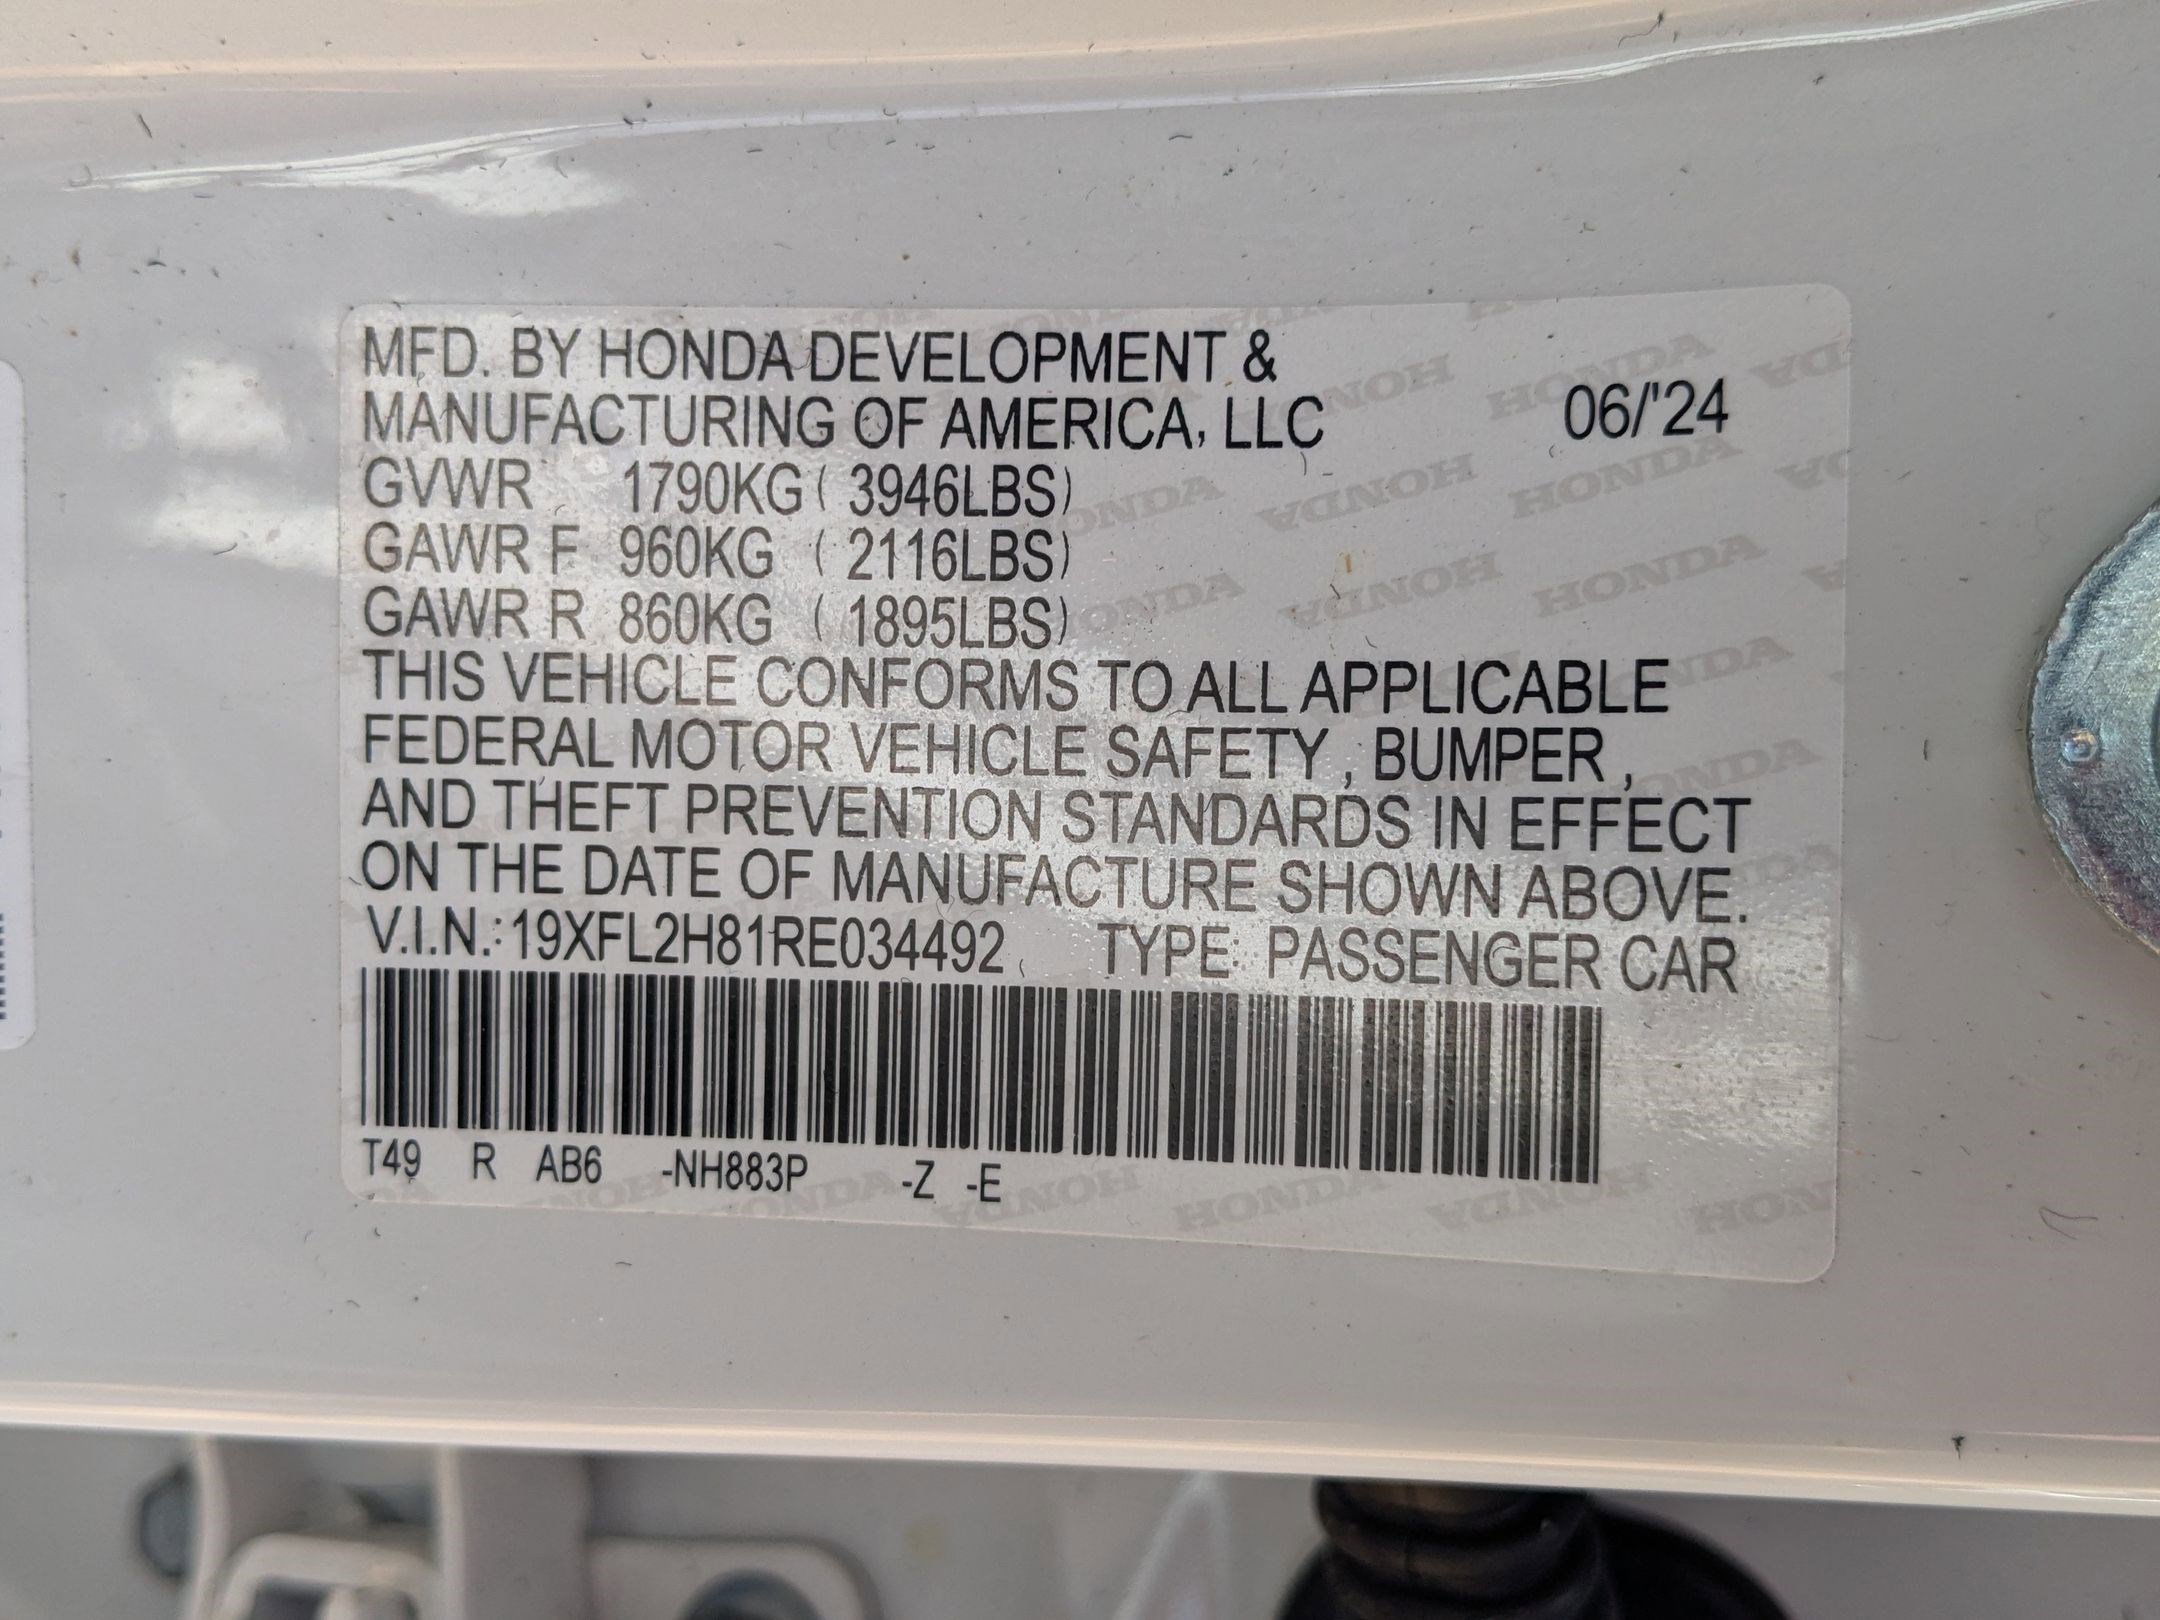 MFD. BY HONDA DEVELOPMENT &
MANUFACTURING OF AMERICA, LLC 06/'24
GVWR 1790KG ( 3946LBS)
GAWR F 960KG ( 2116LBS)
GAWR R 860KG ( 1895LBS)
THIS VEHICLE CONFORMS TO ALL APPLICABLE
FEDERAL MOTOR VEHICLE SAFETY , BUMPER ,
AND THEFT PREVENTION STANDARDS IN EFFECT
ON THE DATE OF MANUFACTURE SHOWN ABOVE.
V.I.N.: 19XFL2H81RE034492 TYPE: PASSENGER CAR
T49 R AB6 -NH883P -Z -E